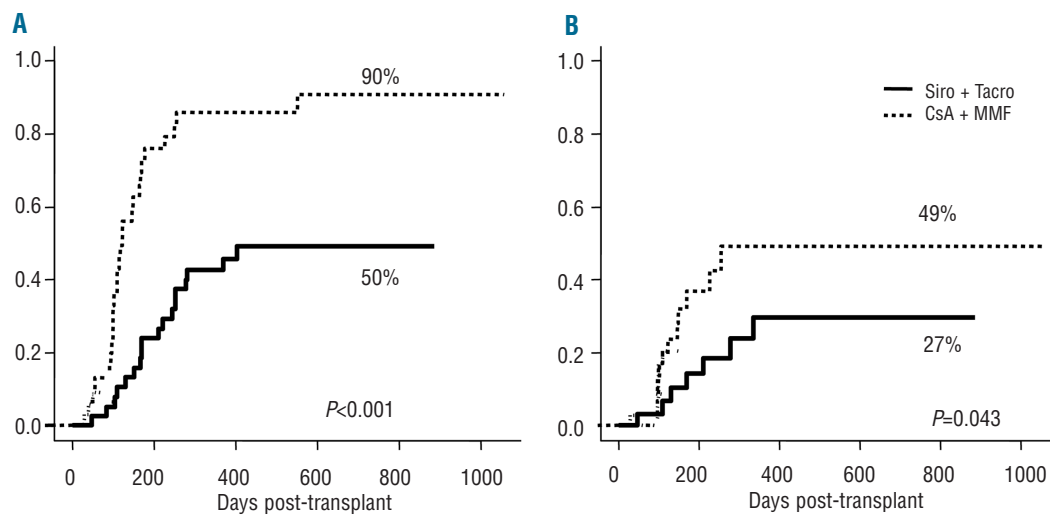 A
1.0
0.8
0.6
0.4
0.2
0.0
90%
50%
P<0.001
0 200 400 600 800 1000
Days post-transplant
B
1.0
0.8
0.6
0.4
0.2
0.0
Siro + Tacro
CsA + MMF
49%
27%
P=0.043
0 200 400 600 800 1000
Days post-transplant